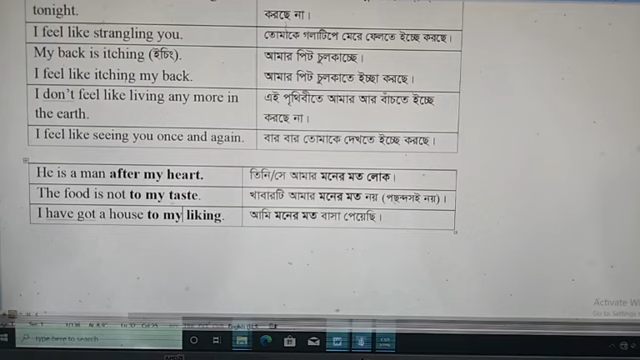 tonight.
করছে না।
I feel like strangling you.
তোমাকে গলাটিপে মেরে ফেলতে ইচ্ছে করছে।
My back is itching (ইচিং).
আমার পিট চুলকাচ্ছে।
I feel like itching my back.
আমার পিট চুলকাতে ইচ্ছা করছে।
I don't feel like living any more in
the earth.
এই পৃথিবীতে আমার আর বাঁচতে ইচ্ছে
করছে না।
I feel like seeing you once and again.
বার বার তোমাকে দেখতে ইচ্ছে করছে।
He is a man after my heart.
তিনি/সে আমার মনের মত লোক।
The food is not to my taste.
খাবারটি আমার মনের মত নয় (পছন্দসই নয়)।
I have got a house to my liking.
আমি মনের মত বাসা পেয়েছি।
Activate Wi
Go to Settings
Type here to search